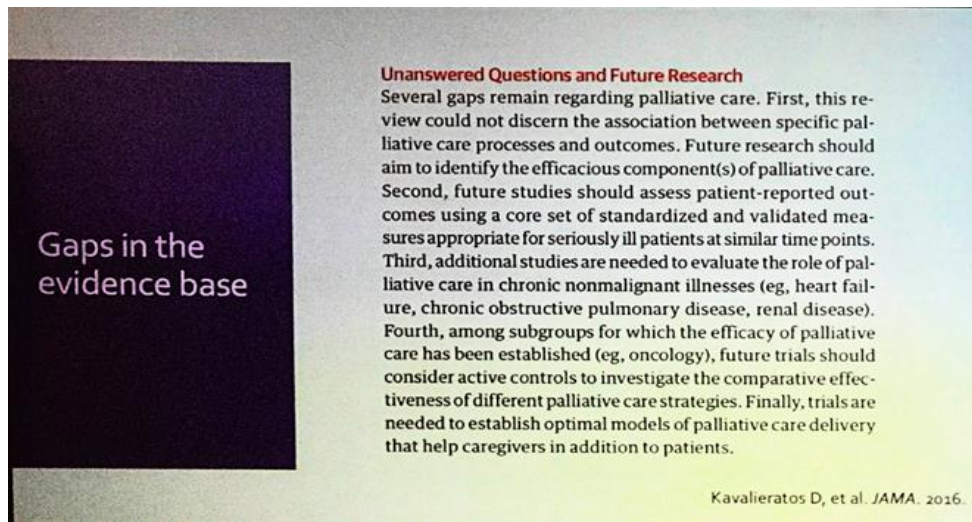 Gaps in the
evidence base
Unanswered Questions and Future Research
Several gaps remain regarding palliative care. First, this re-
view could not discern the association between specific pal-
liative care processes and outcomes. Future research should
aim to identify the efficacious component(s) of palliative care.
Second, future studies should assess patient-reported out-
comes using a core set of standardized and validated mea-
sures appropriate for seriously ill patients at similar time points.
Third, additional studies are needed to evaluate the role of pal-
liative care in chronic nonmalignant illnesses (eg, heart fail-
ure, chronic obstructive pulmonary disease, renal disease).
Fourth, among subgroups for which the efficacy of palliative
care has been established (eg, oncology), future trials should
consider active controls to investigate the comparative effec-
tiveness of different palliative care strategies. Finally, trials are
needed to establish optimal models of palliative care delivery
that help caregivers in addition to patients.
Kavalieratos D, et al. JAMA. 2016.